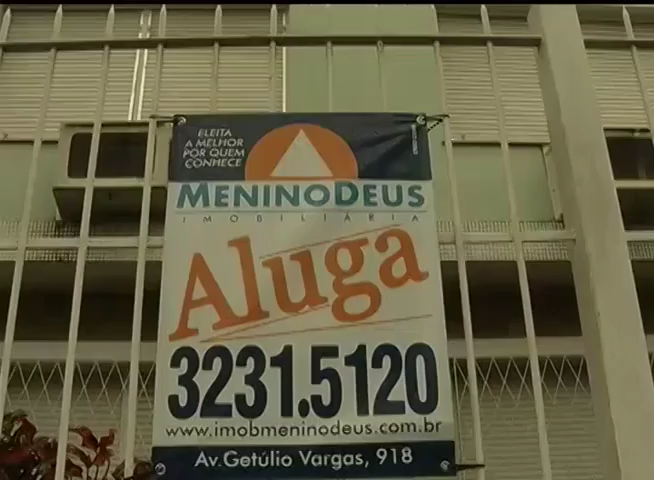 ELEITA
A MELHOR
POR QUEM
CONHECE
MENINODEUS
IMOBILIÁRIA
Aluga
3231.5120
www.imobmeninodeus.com.br
Av.Getúlio Vargas, 918